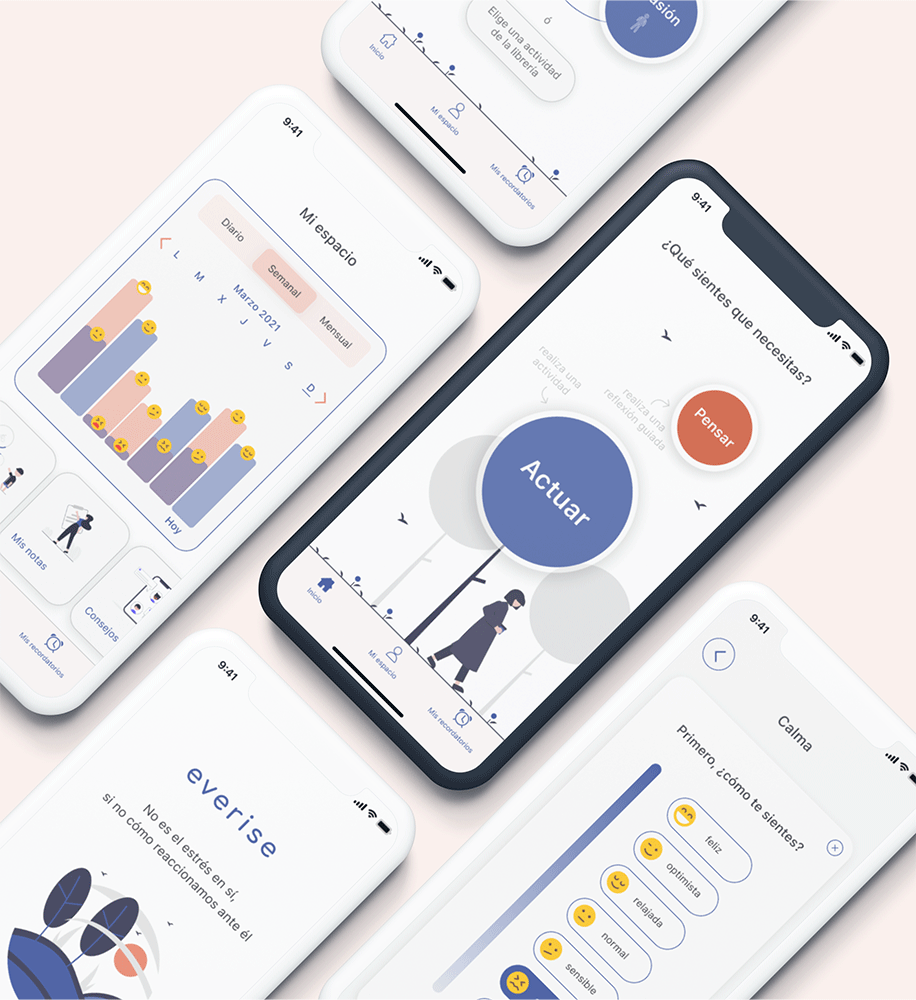 ó
Elige una actividad
de la librería
Inicio
Mi espacio
Mis recordatorios
9:41
Mi espacio
Diario
Semanal
Mensual
Marzo 2021
L
M
X
J
V
S
D
Hoy
Mis notas
Consejos
Mis recordatorios
9:41
¿Qué sientes que necesitas?
realiza una
actividad
realiza una
reflexión guiada
Pensar
Actuar
Inicio
Mi espacio
Mis recordatorios
9:41
everise
No es el estrés en sí,
si no cómo reaccionamos ante él
9:41
Calma
Primero, ¿cómo te sientes?
feliz
optimista
relajada
normal
sensible